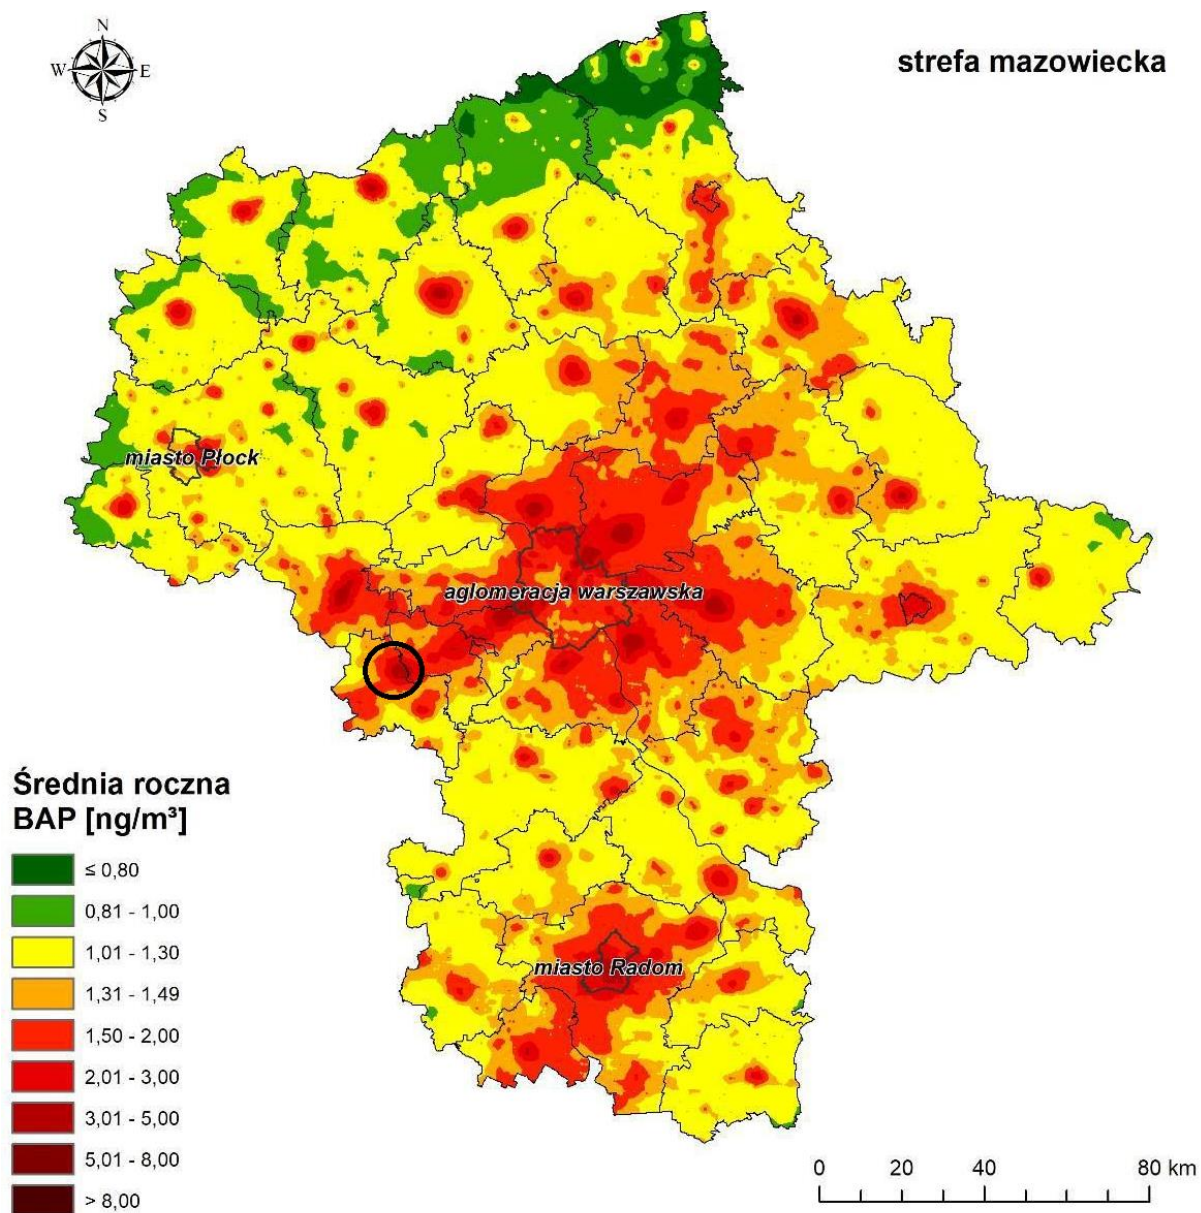 N
W E
S
strefa mazowiecka
miasto Płock
aglomeracja warszawska
miasto Radom
Średnia roczna
BAP [ng/m³]
≤ 0,80
0,81 - 1,00
1,01 - 1,30
1,31 - 1,49
1,50 - 2,00
2,01 - 3,00
3,01 - 5,00
5,01 - 8,00
> 8,00
0 20 40 80 km